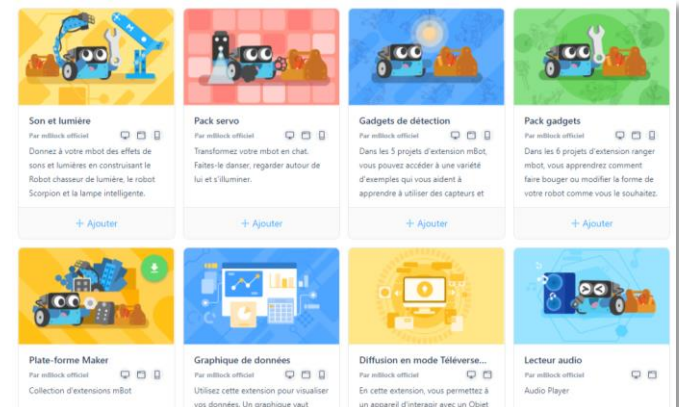 Son et lumière
Par mBlock officiel
Donnez à votre mbot des effets de
sons et lumières en construisant le
Robot chasseur de lumière, le robot
Scorpion et la lampe intelligente.
+ Ajouter
Pack servo
Par mBlock officiel
Transformez votre mbot en chat.
Faites-le danser, regarder autour de
lui et s'illuminer.
+ Ajouter
Gadgets de détection
Par mBlock officiel
Dans les 5 projets d'extension mBot,
vous pouvez accéder à une variété
d'exemples qui vous aident à
apprendre à utiliser des capteurs et
+ Ajouter
Pack gadgets
Par mBlock officiel
Dans les 6 projets d'extension ranger
mbot, vous apprendrez comment
faire bouger ou modifier la forme de
votre robot comme vous le souhaitez.
+ Ajouter
Plate-forme Maker
Par mBlock officiel
Collection d'extensions mBot
Graphique de données
Par mBlock officiel
Utilisez cette extension pour visualiser
vos données. Un graphique vaut
Diffusion en mode Téléverse...
Par mBlock officiel
En cette extension, vous permettez à
un appareil d'interagir avec un Objet
Lecteur audio
Par mBlock officiel
Audio Player